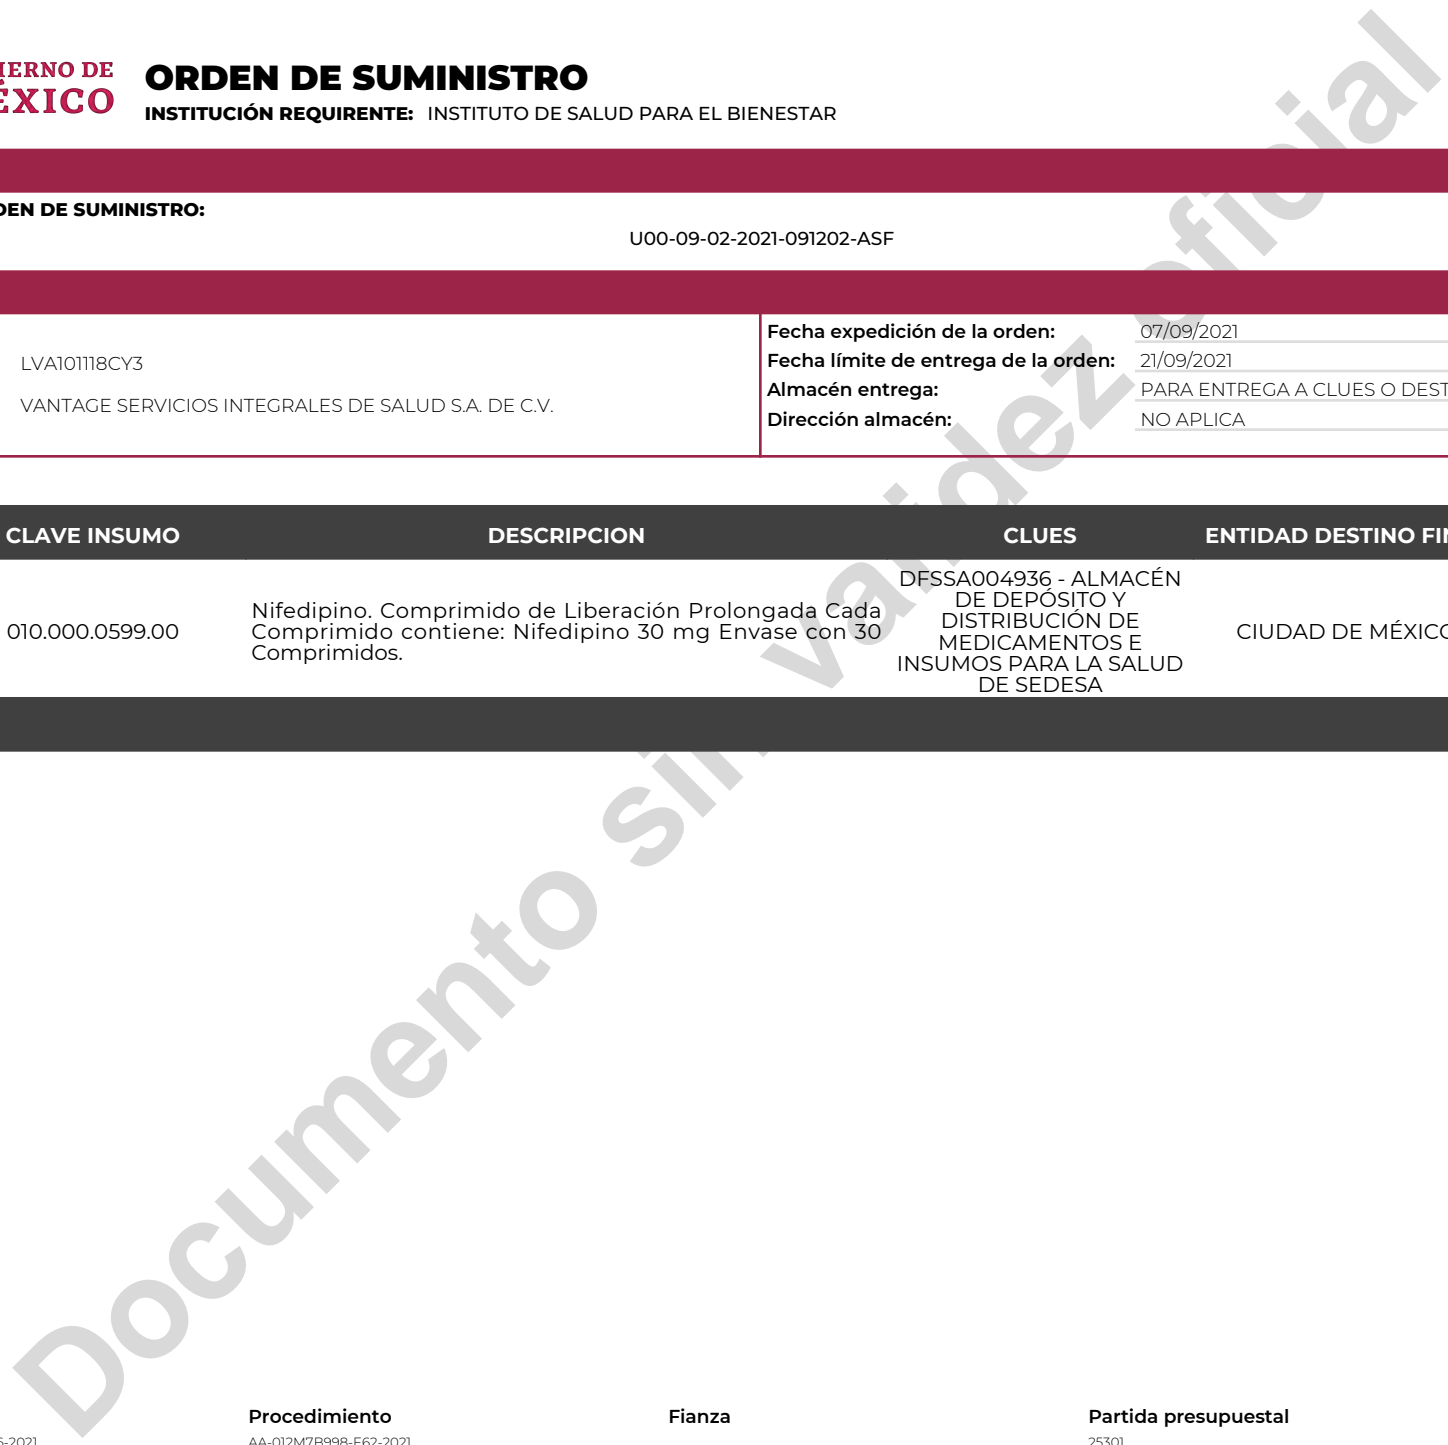 ORDEN DE SUMINISTRO
INSTITUCIÓN REQUIRENTE: INSTITUTO DE SALUD PARA EL BIENESTAR
DE
ÉXICO
DE SUMINISTRO:
U00-09-02-2021-091202-ASF
LVA101118CY3
VANTAGE SERVICIOS INTEGRALES DE SALUD S.A. DE C.V.
Fecha expedición de la orden: 07/09/2021
Fecha límite de entrega de la orden: 21/09/2021
Almacén entrega: PARA ENTREGA A CLUES O DEST
Dirección almacén: NO APLICA
CLAVE INSUMO DESCRIPCION CLUES ENTIDAD DESTINO FIN
010.000.0599.00
Nifedipino. Comprimido de Liberación Prolongada Cada
Comprimido contiene: Nifedipino 30 mg Envase con 30
Comprimidos.
DFSSA004936 - ALMACÉN
DE DEPÓSITO Y
DISTRIBUCIÓN DE
MEDICAMENTOS E
INSUMOS PARA LA SALUD
DE SEDESA
CIUDAD DE MÉXICO
Documento sin validez oficial
Procedimiento Fianza Partida presupuestal
-2021 AA-012M7B998-E62-2021 25301